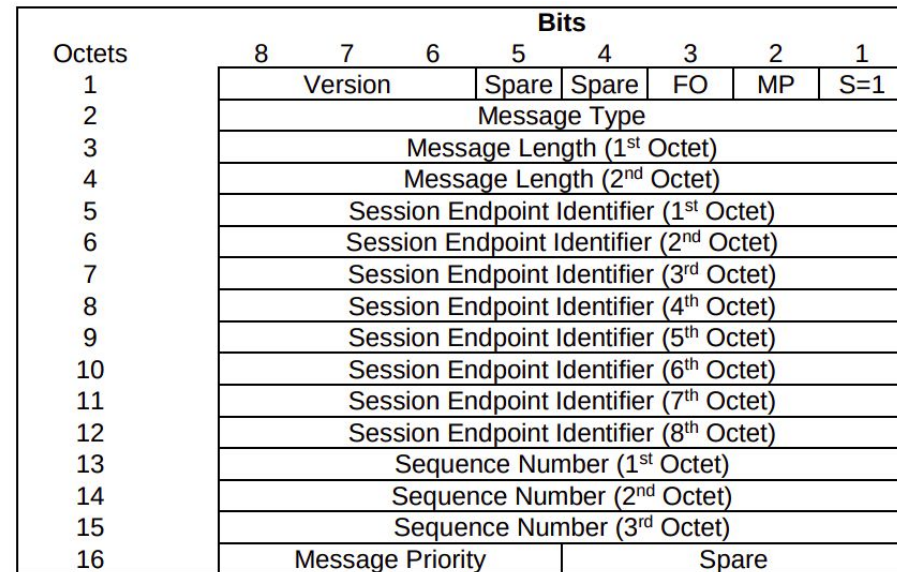 Bits
Octets 8 7 6 5 4 3 2 1
1 Version Spare Spare FO MP S=1
2 Message Type
3 Message Length (1st Octet)
4 Message Length (2nd Octet)
5 Session Endpoint Identifier (1st Octet)
6 Session Endpoint Identifier (2nd Octet)
7 Session Endpoint Identifier (3rd Octet)
8 Session Endpoint Identifier (4th Octet)
9 Session Endpoint Identifier (5th Octet)
10 Session Endpoint Identifier (6th Octet)
11 Session Endpoint Identifier (7th Octet)
12 Session Endpoint Identifier (8th Octet)
13 Sequence Number (1st Octet)
14 Sequence Number (2nd Octet)
15 Sequence Number (3rd Octet)
16 Message Priority Spare